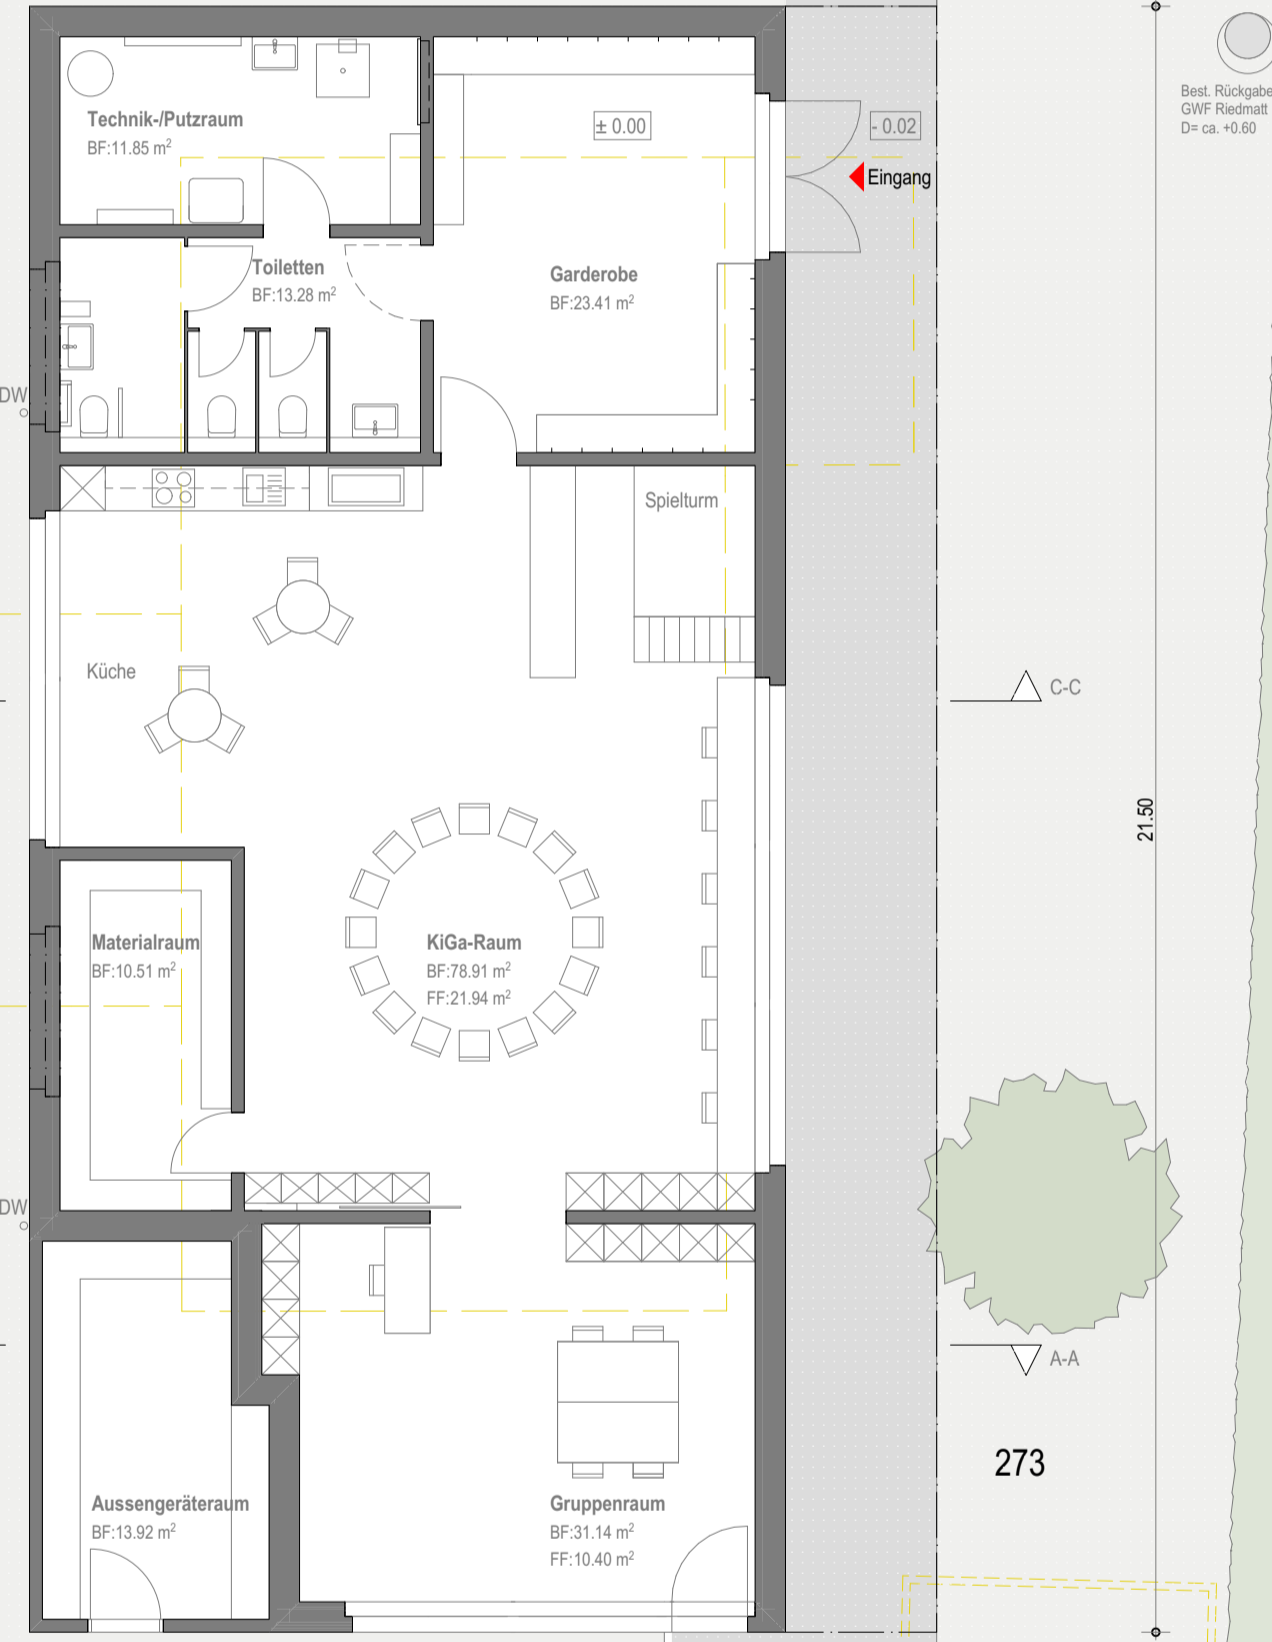 Best. Rückgabe
GWF Riedmatt
D= ca. +0.60
Technik-/Putzraum
BF:11.85 m²
± 0.00
- 0.02
Eingang
Toiletten
BF:13.28 m²
Garderobe
BF:23.41 m²
DW
Spielturm
Küche
C-C
21.50
Materialraum
BF:10.51 m²
KiGa-Raum
BF:78.91 m²
FF:21.94 m²
DW
A-A
273
Aussengeräteraum
BF:13.92 m²
Gruppenraum
BF:31.14 m²
FF:10.40 m²